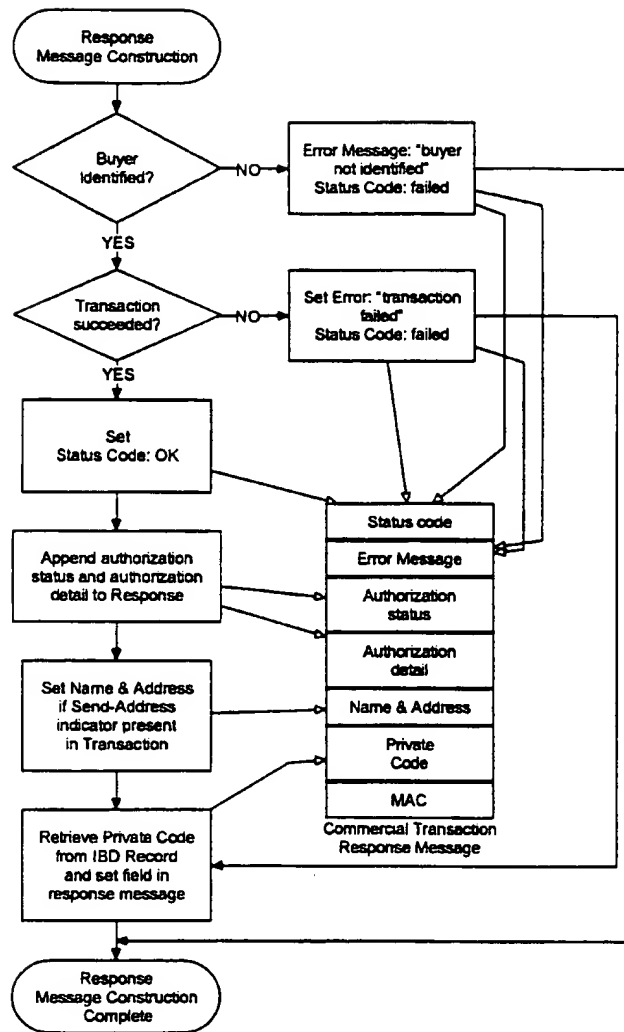 Response
Message Construction
Buyer
Identified?
NO
Error Message: "buyer
not identified"
Status Code: failed
YES
Transaction
succeeded?
NO
Set Error: "transaction
failed"
Status Code: failed
YES
Set
Status Code: OK
Append authorization
status and authorization
detail to Response
Set Name & Address
if Send-Address
indicator present
in Transaction
Retrieve Private Code
from IBD Record
and set field in
response message
Status code
Error Message
Authorization
status
Authorization
detail
Name & Address
Private
Code
MAC
Commercial Transaction
Response Message
Response
Message Construction
Complete